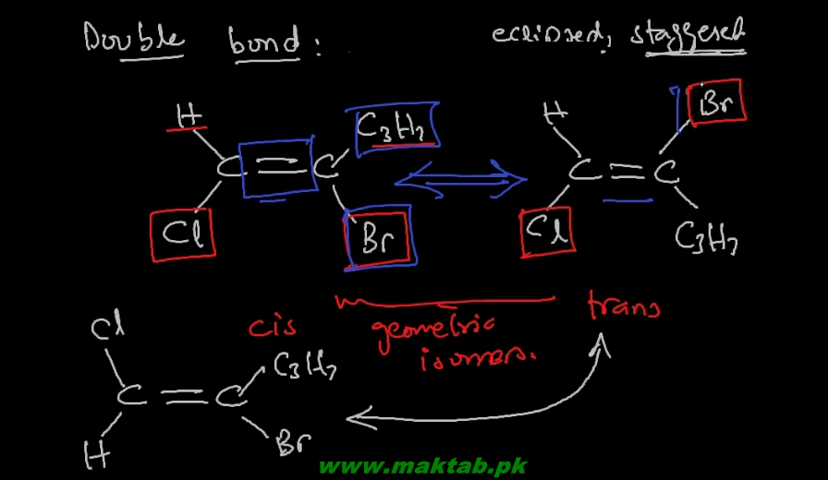 Double bond: eclipsed, staggered
H C3H7 H Br
C = C C = C
Cl Br Cl C3H7
cis geometric isomers. trans
Cl C3H7
C = C
H Br
www.maktab.pk